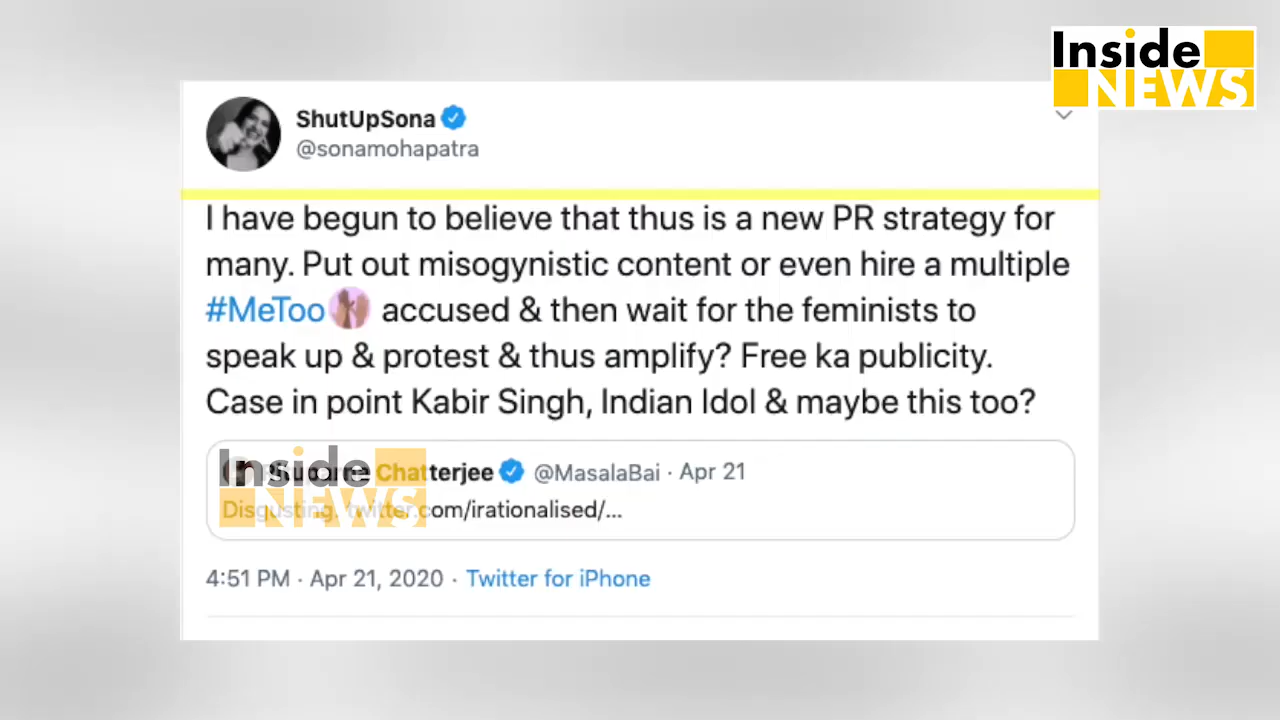 Inside
NEWS
ShutUpSona
@sonamohapatra
I have begun to believe that thus is a new PR strategy for
many. Put out misogynistic content or even hire a multiple
#MeToo accused & then wait for the feminists to
speak up & protest & thus amplify? Free ka publicity.
Case in point Kabir Singh, Indian Idol & maybe this too?
Chatterjee @MasalaBai · Apr 21
Disgusting. twitter.com/irationalised/...
Inside
NEWS
4:51 PM · Apr 21, 2020 · Twitter for iPhone